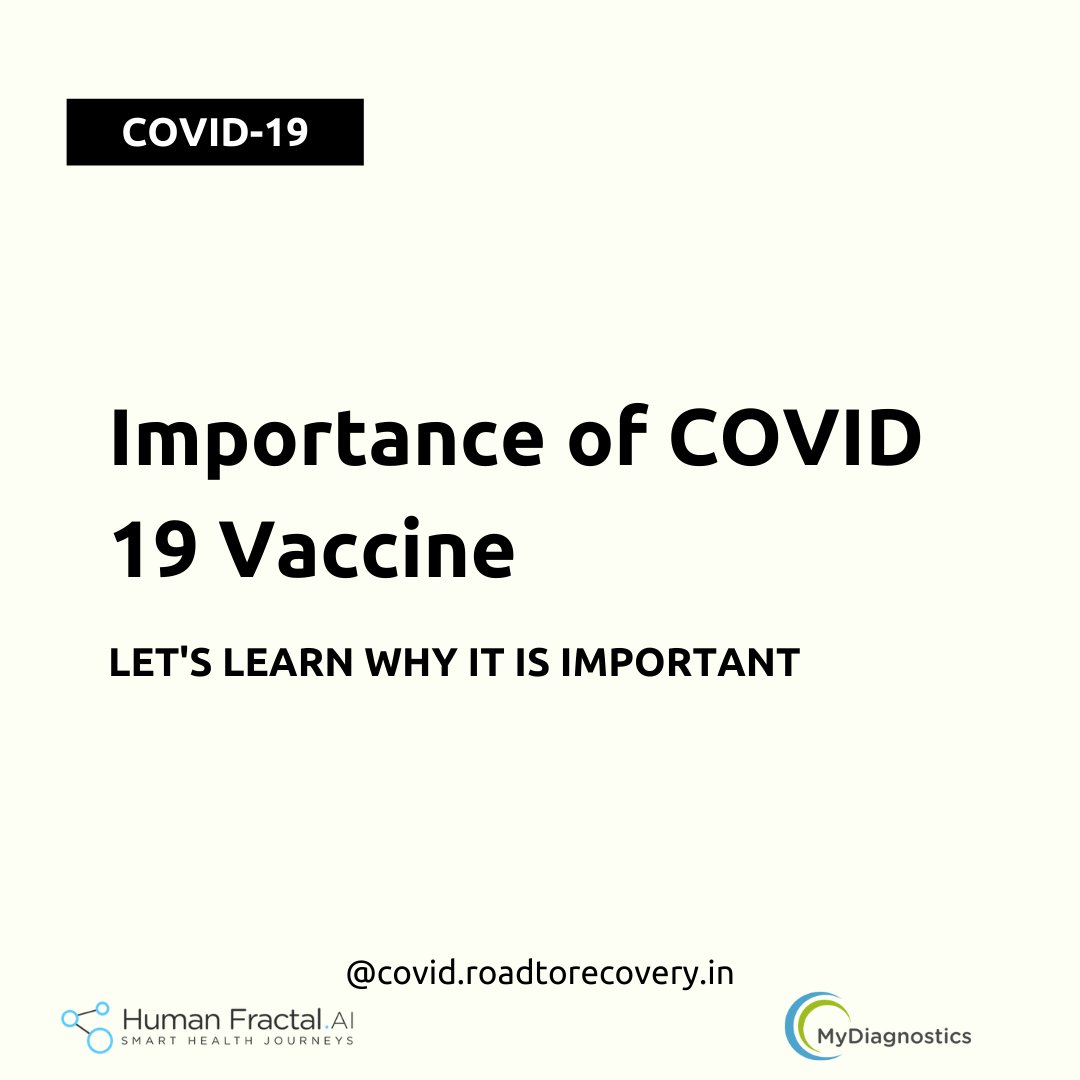 COVID-19
Importance of COVID
19 Vaccine
LET'S LEARN WHY IT IS IMPORTANT
@covid.roadtorecovery.in
Human Fractal.AI
SMART HEALTH JOURNEYS
MyDiagnostics